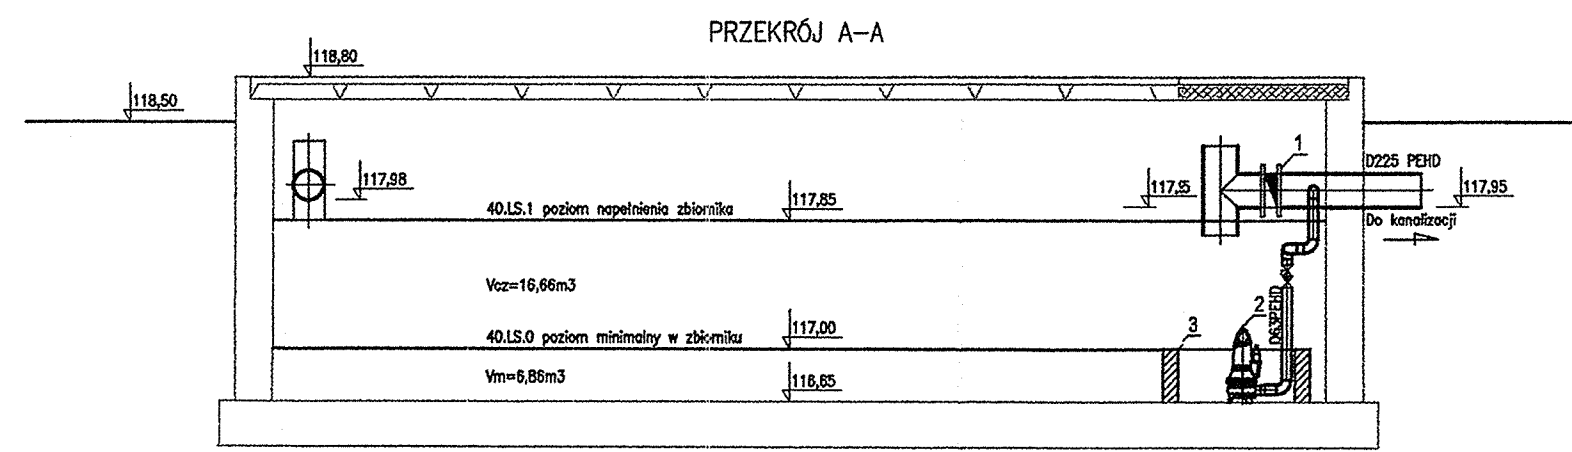 PRZEKRÓJ A-A
118,80
118,50
1
D225 PEHD
117,98
117,85
117,95
117,95
40.LS.1 poziom napełnienia zbiornika
Do kanalizacji
Vcz=16,66m3
D63PEHD
2
3
117,00
40.LS.0 poziom minimalny w zbiorniku
Vm=6,86m3
116,65